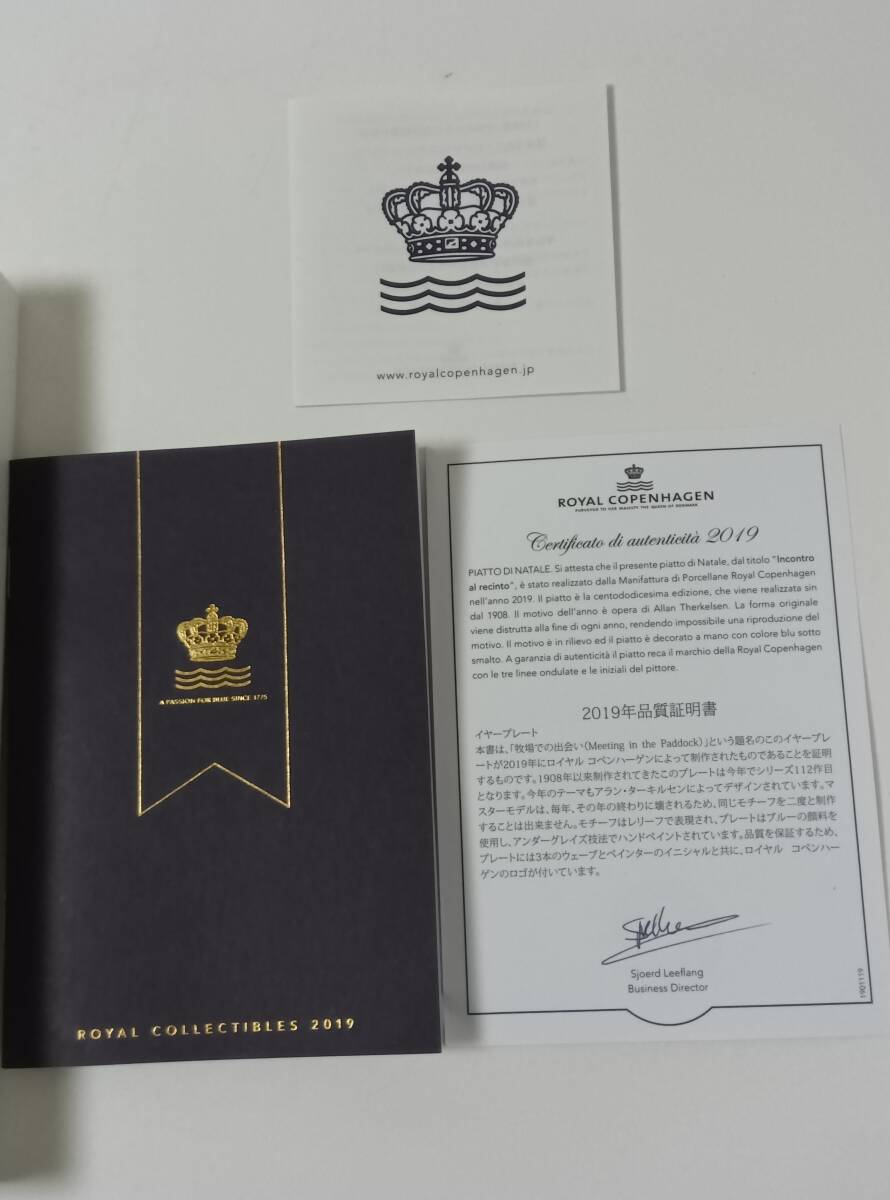 www.royalcopenhagen.jp
A PASSION FOR BLUE SINCE 1775
ROYAL COLLECTIBLES 2019
ROYAL COPENHAGEN
PURVEYOR TO HER MAJESTY THE QUEEN OF DENMARK
Certificato di autenticità 2019
PIATTO DI NATALE. Si attesta che il presente piatto di Natale, dal titolo "Incontro
al recinto", è stato realizzato dalla Manifattura di Porcellane Royal Copenhagen
nell'anno 2019. Il piatto è la centododicesima edizione, che viene realizzata sin
dal 1908. Il motivo dell'anno è opera di Allan Therkelsen. La forma originale
viene distrutta alla fine di ogni anno, rendendo impossibile una riproduzione del
motivo. Il motivo è in rilievo ed il piatto è decorato a mano con colore blu sotto
smalto. A garanzia di autenticità il piatto reca il marchio della Royal Copenhagen
con le tre linee ondulate e le iniziali del pittore.
2019年品質証明書
イヤープレート
本書は、「牧場での出会い(Meeting in the Paddock)」という題名のこのイヤープレ
ートが2019年にロイヤル コペンハーゲンによって制作されたものであることを証明
するものです。1908年以来制作されてきたこのプレートは今年でシリーズ112作目
となります。今年のテーマもアラン・ターキルセンによってデザインされています。マ
スターモデルは、毎年、その年の終わりに壊されるため、同じモチーフを二度と制作
することは出来ません。モチーフはレリーフで表現され、プレートはブルーの顔料を
使用し、アンダーグレイズ技法でハンドペイントされています。品質を保証するため、
プレートには3本のウェーブとペインターのイニシャルと共に、ロイヤル コペンハー
ゲンのロゴが付いています。
Sjoerd Leeflang
Business Director
1901119